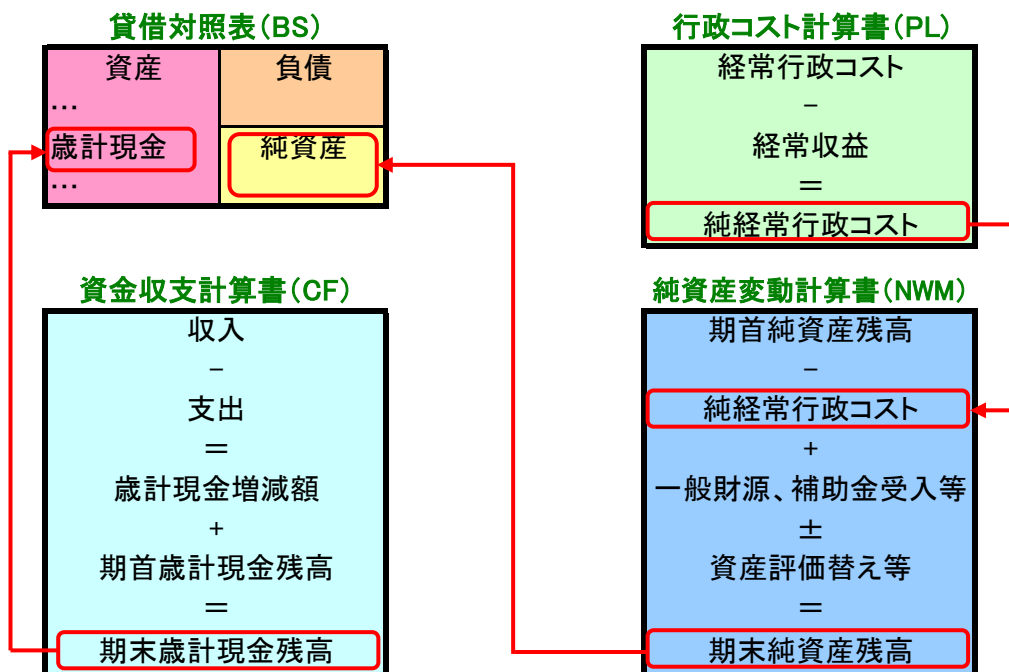 貸借対照表(BS)
資産
負債
…
歳計現金
純資産
…
行政コスト計算書(PL)
経常行政コスト
－
経常収益
＝
純経常行政コスト
資金収支計算書(CF)
収入
－
支出
＝
歳計現金増減額
+
期首歳計現金残高
＝
期末歳計現金残高
純資産変動計算書(NWM)
期首純資産残高
－
純経常行政コスト
+
一般財源、補助金受入等
±
資産評価替え等
＝
期末純資産残高